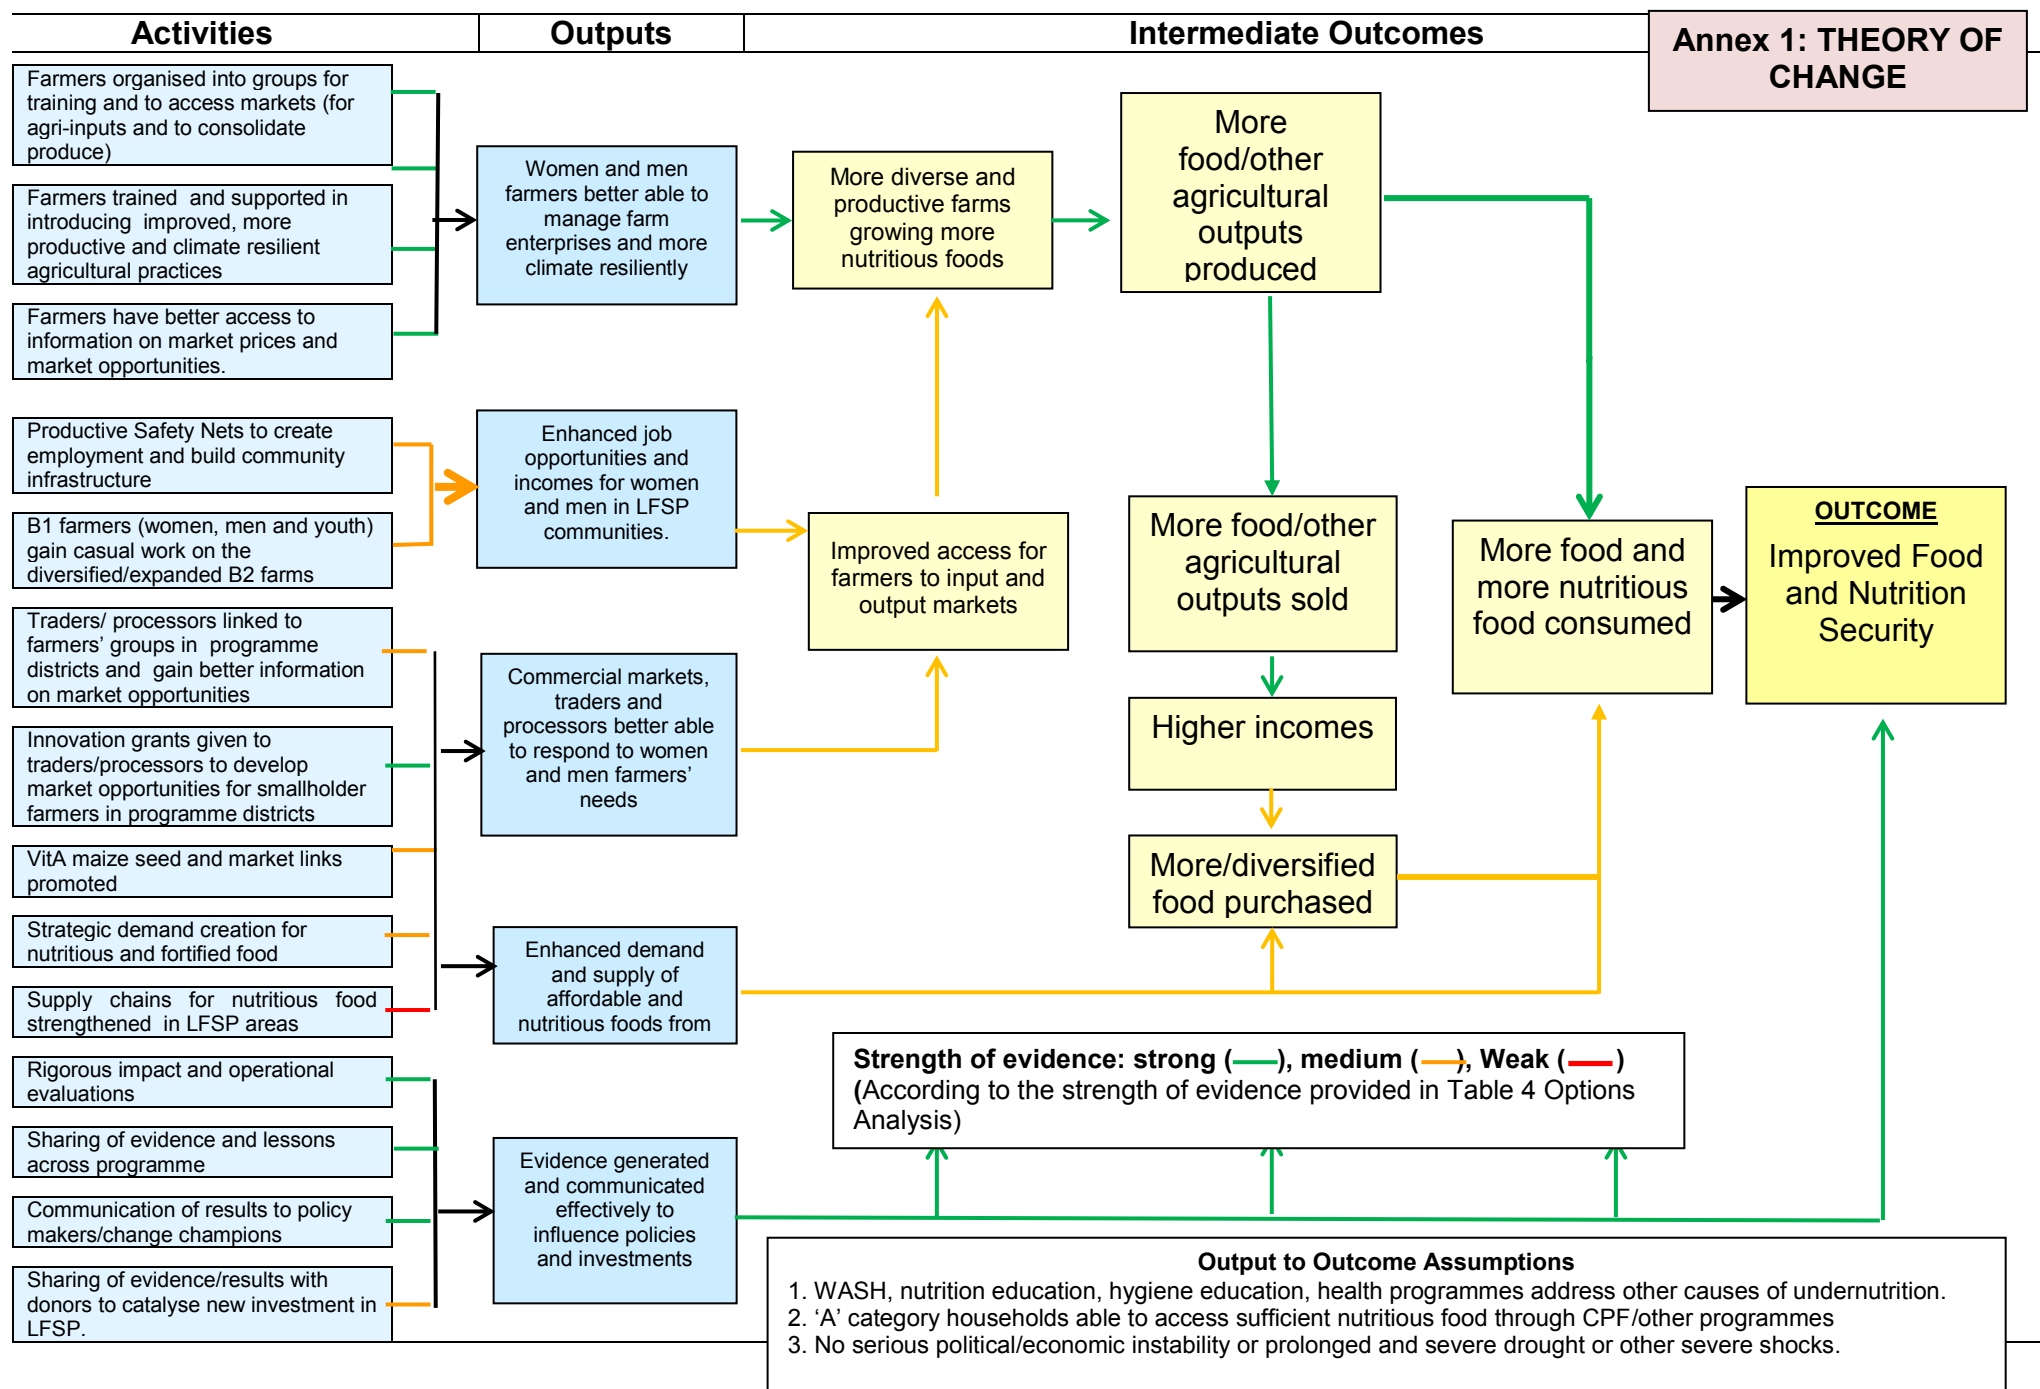 Activities
Outputs
Intermediate Outcomes
Annex 1: THEORY OF
CHANGE
Farmers organised into groups for
training and to access markets (for
agri-inputs and to consolidate
produce)
Farmers trained and supported in
introducing improved, more
productive and climate resilient
agricultural practices
Farmers have better access to
information on market prices and
market opportunities.
Productive Safety Nets to create
employment and build community
infrastructure
B1 farmers (women, men and youth)
gain casual work on the
diversified/expanded B2 farms
Traders/ processors linked to
farmers’ groups in programme
districts and gain better information
on market opportunities
Innovation grants given to
traders/processors to develop
market opportunities for smallholder
farmers in programme districts
VitA maize seed and market links
promoted
Strategic demand creation for
nutritious and fortified food
Supply chains for nutritious food
strengthened in LFSP areas
Rigorous impact and operational
evaluations
Sharing of evidence and lessons
across programme
Communication of results to policy
makers/change champions
Sharing of evidence/results with
donors to catalyse new investment in
LFSP.
Women and men
farmers better able to
manage farm
enterprises and more
climate resiliently
Enhanced job
opportunities and
incomes for women
and men in LFSP
communities.
Commercial markets,
traders and
processors better able
to respond to women
and men farmers’
needs
Enhanced demand
and supply of
affordable and
nutritious foods from
Evidence generated
and communicated
effectively to
influence policies
and investments
More diverse and
productive farms
growing more
nutritious foods
Improved access for
farmers to input and
output markets
More
food/other
agricultural
outputs
produced
More food/other
agricultural
outputs sold
Higher incomes
More/diversified
food purchased
More food and
more nutritious
food consumed
OUTCOME
Improved Food
and Nutrition
Security
Strength of evidence: strong ( ), medium ( ), Weak ( )
(According to the strength of evidence provided in Table 4 Options
Analysis)
Output to Outcome Assumptions
1. WASH, nutrition education, hygiene education, health programmes address other causes of undernutrition.
2. ‘A’ category households able to access sufficient nutritious food through CPF/other programmes
3. No serious political/economic instability or prolonged and severe drought or other severe shocks.